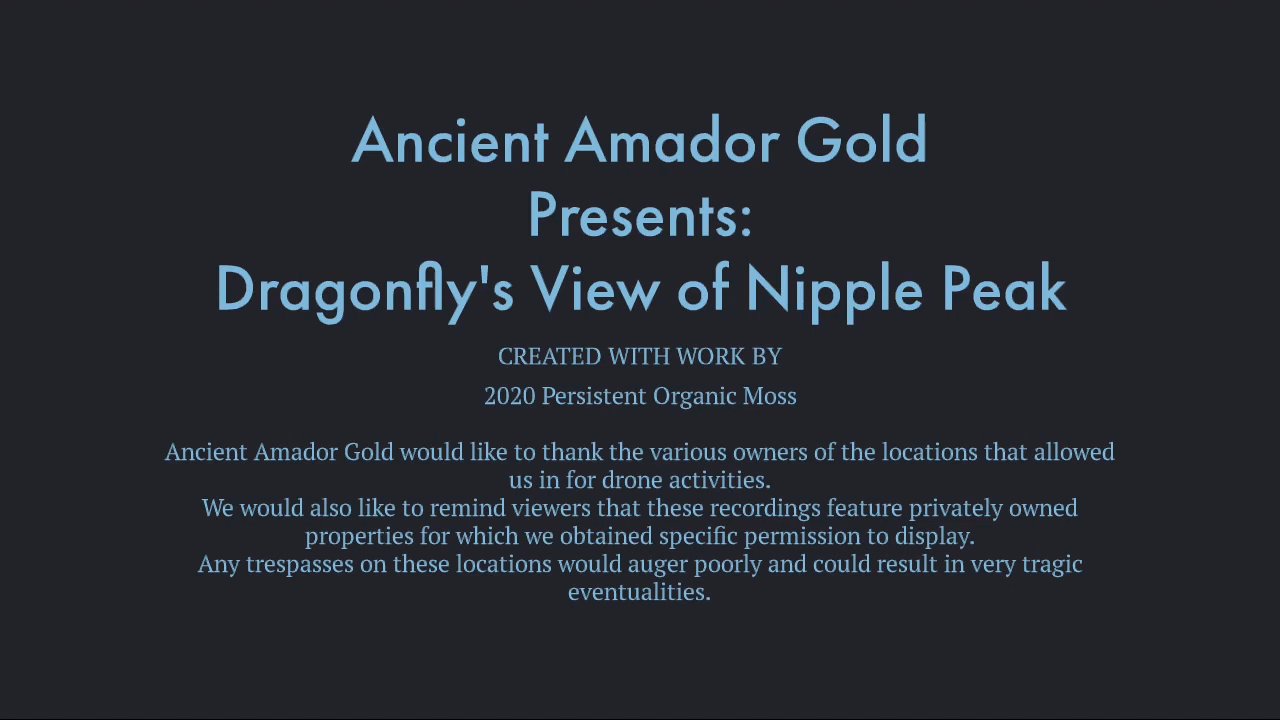 Ancient Amador Gold
Presents:
Dragonfly's View of Nipple Peak
CREATED WITH WORK BY
2020 Persistent Organic Moss
Ancient Amador Gold would like to thank the various owners of the locations that allowed
us in for drone activities.
We would also like to remind viewers that these recordings feature privately owned
properties for which we obtained specific permission to display.
Any trespasses on these locations would auger poorly and could result in very tragic
eventualities.